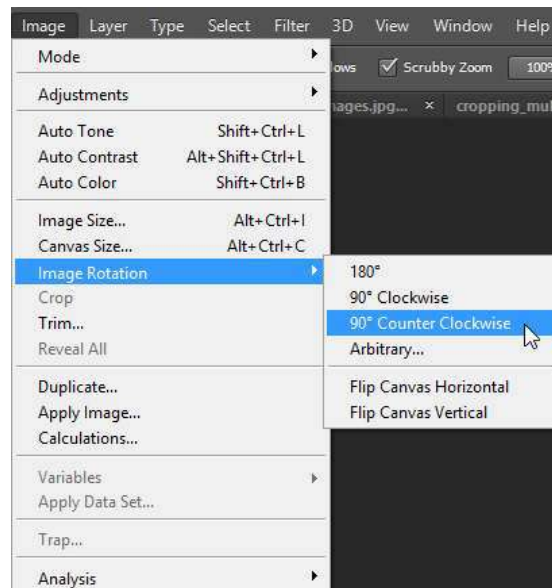 Image Layer Type Select Filter 3D View Window Help
Scrubby Zoom 100%
ages.jpg... × cropping_mul
Mode
Adjustments
Auto Tone Shift+Ctrl+L
Auto Contrast Alt+Shift+Ctrl+L
Auto Color Shift+Ctrl+B
Image Size... Alt+Ctrl+I
Canvas Size... Alt+Ctrl+C
Image Rotation
Crop
Trim...
Reveal All
Duplicate...
Apply Image...
Calculations...
Variables
Apply Data Set...
Trap...
Analysis
180°
90° Clockwise
90° Counter Clockwise
Arbitrary...
Flip Canvas Horizontal
Flip Canvas Vertical